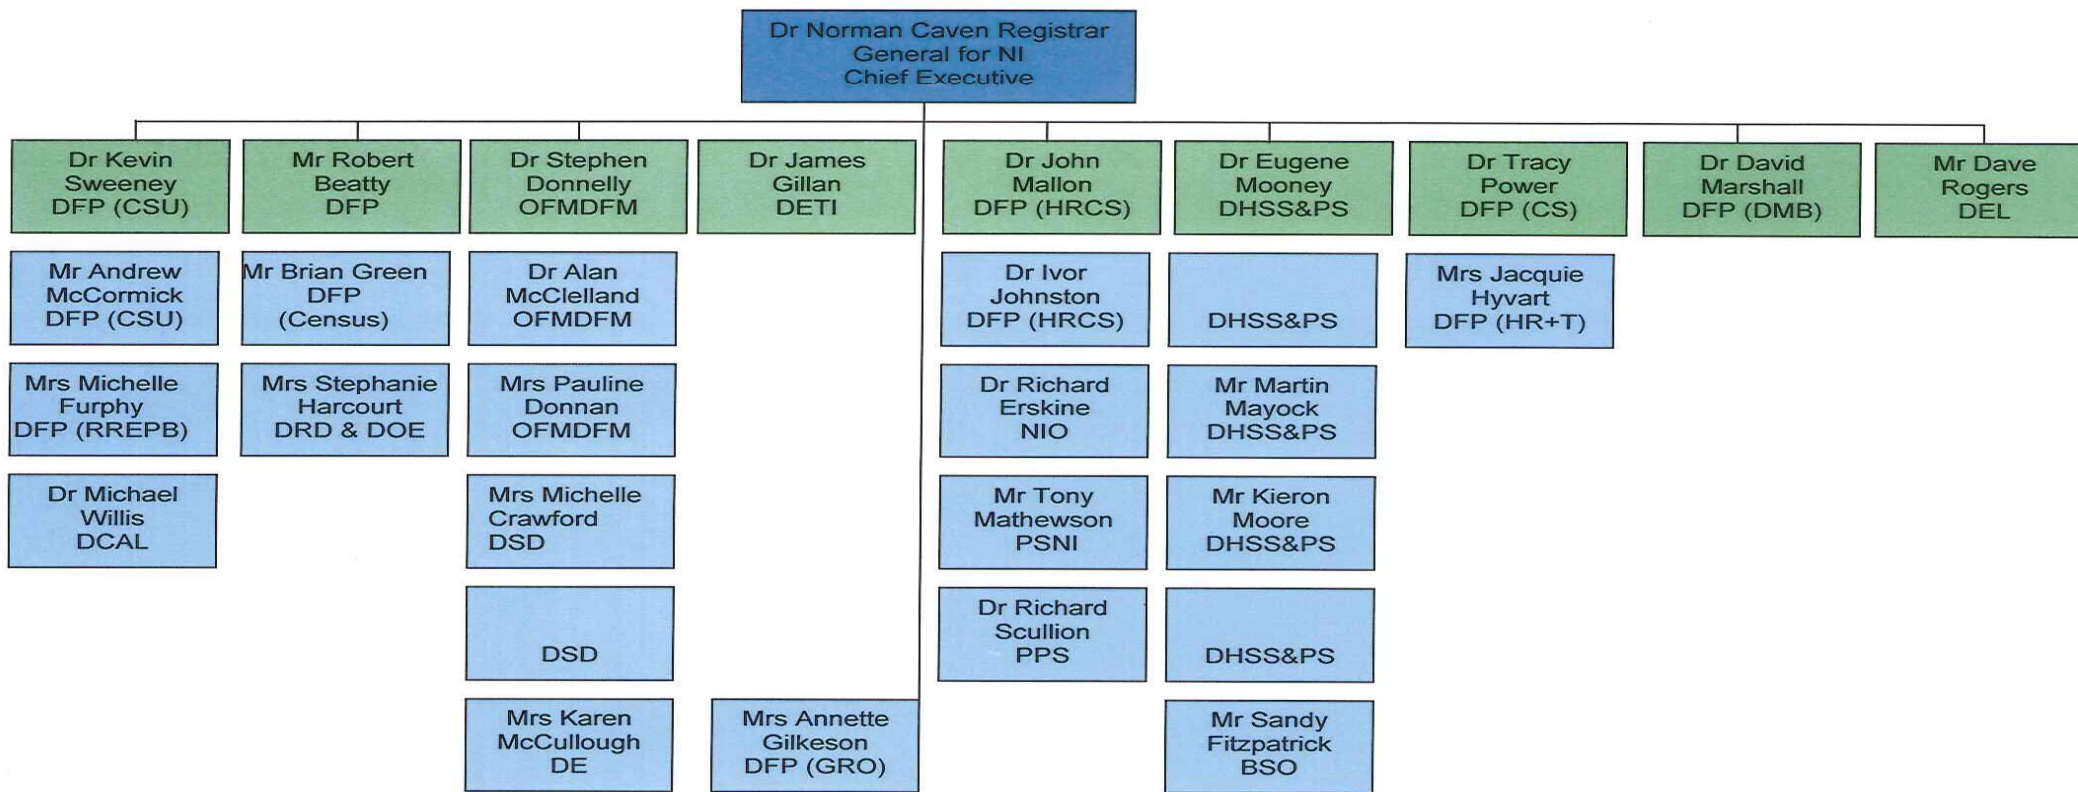 Dr Norman Caven Registrar
General for NI
Chief Executive
Dr Kevin
Sweeney
DFP (CSU)
Mr Robert
Beatty
DFP
Dr Stephen
Donnelly
OFMDFM
Dr James
Gillan
DETI
Dr John
Mallon
DFP (HRCS)
Dr Eugene
Mooney
DHSS&PS
Dr Tracy
Power
DFP (CS)
Dr David
Marshall
DFP (DMB)
Mr Dave
Rogers
DEL
Mr Andrew
McCormick
DFP (CSU)
Mr Brian Green
DFP
(Census)
Dr Alan
McClelland
OFMDFM
Dr Ivor
Johnston
DFP (HRCS)
DHSS&PS
Mrs Jacquie
Hyvart
DFP (HR+T)
Mrs Michelle
Furphy
DFP (RREPB)
Mrs Stephanie
Harcourt
DRD & DOE
Mrs Pauline
Donnan
OFMDFM
Dr Richard
Erskine
NIO
Mr Martin
Mayock
DHSS&PS
Dr Michael
Willis
DCAL
Mrs Michelle
Crawford
DSD
Mr Tony
Mathewson
PSNI
Mr Kieron
Moore
DHSS&PS
DSD
Dr Richard
Scullion
PPS
DHSS&PS
Mrs Karen
McCullough
DE
Mrs Annette
Gilkeson
DFP (GRO)
Mr Sandy
Fitzpatrick
BSO